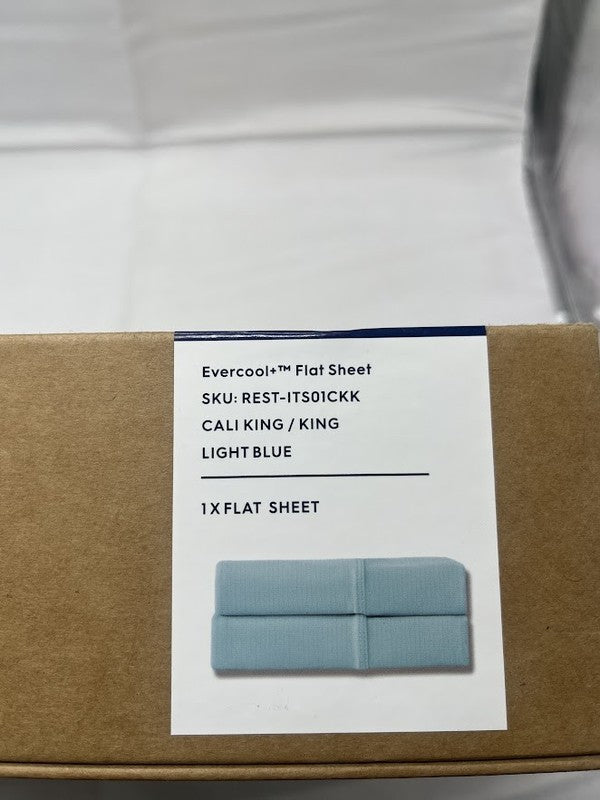 Evercool+™ Flat Sheet
SKU: REST-ITS01CKK
CALI KING / KING
LIGHT BLUE
1 X FLAT SHEET